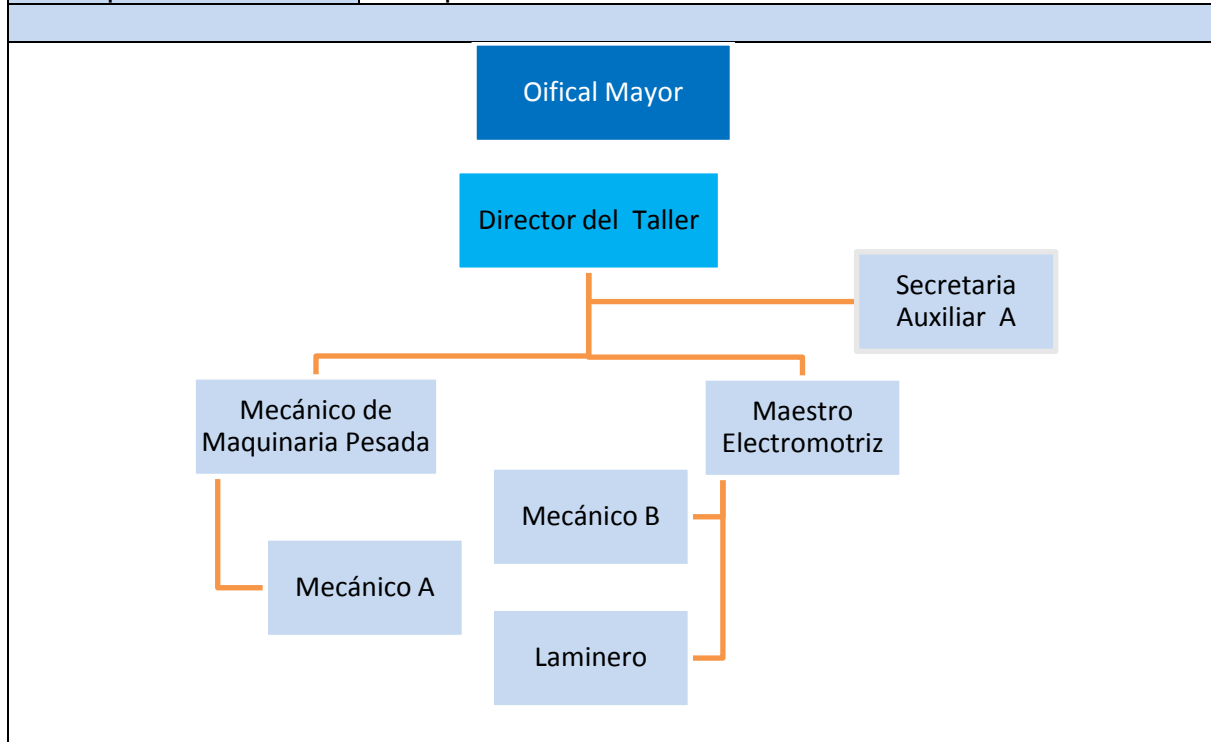 Oifical Mayor
Director del Taller
Secretaria
Auxiliar A
Mecánico de
Maquinaria Pesada
Maestro
Electromotriz
Mecánico B
Mecánico A
Laminero